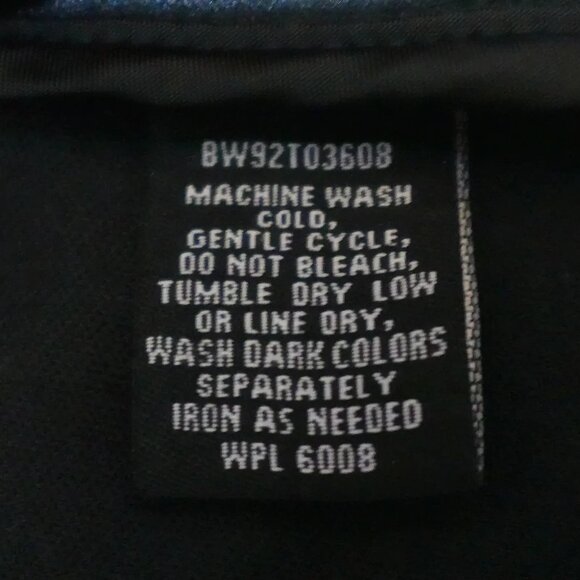 BW92T03608
MACHINE WASH
COLD,
GENTLE CYCLE,
DO NOT BLEACH,
TUMBLE DRY LOW
OR LINE DRY,
WASH DARK COLORS
SEPARATELY
IRON AS NEEDED
WPL 6008